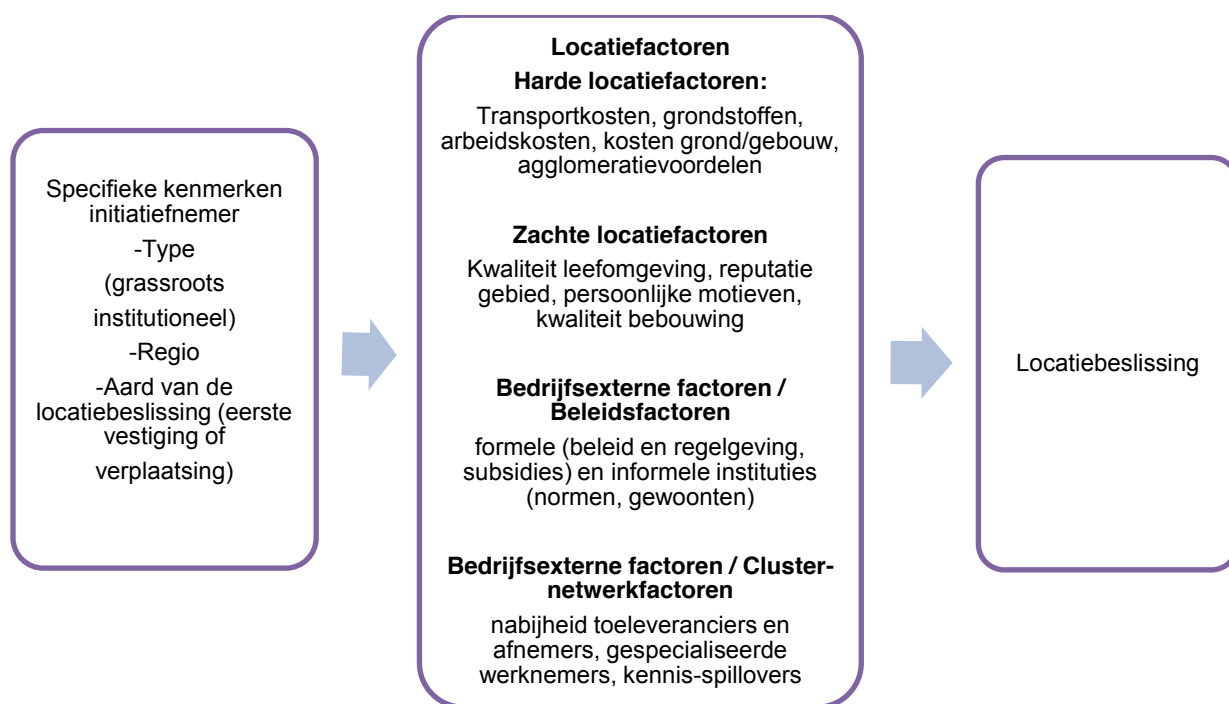 Specifieke kenmerken
initiatiefnemer
-Type
(grassroots
institutioneel)
-Regio
-Aard van de
locatiebeslissing (eerste
vestiging of
verplaatsing)
Locatiefactoren
Harde locatiefactoren:
Transportkosten, grondstoffen,
arbeidskosten, kosten grond/gebouw,
agglomeratievoordelen
Zachte locatiefactoren
Kwaliteit leefomgeving, reputatie
gebied, persoonlijke motieven,
kwaliteit bebouwing
Bedrijfsexterne factoren /
Beleidsfactoren
formele (beleid en regelgeving,
subsidies) en informele instituties
(normen, gewoonten)
Bedrijfsexterne factoren / Cluster-
netwerkfactoren
nabijheid toeleveranciers en
afnemers, gespecialiseerde
werknemers, kennis-spillovers
Locatiebeslissing